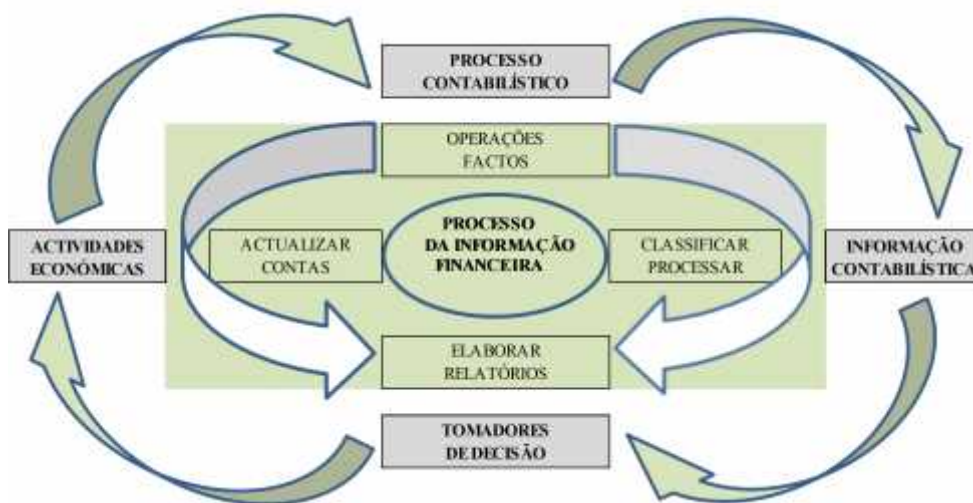 PROCESSO
CONTABILÍSTICO
OPERAÇÕES
FACTOS
ACTIVIDADES
ECONÓMICAS
ACTUALIZAR
CONTAS
PROCESSO
DA INFORMAÇÃO
FINANCEIRA
CLASSIFICAR
PROCESSAR
INFORMAÇÃO
CONTABILÍSTICA
ELABORAR
RELATÓRIOS
TOMADORES
DE DECISÃO